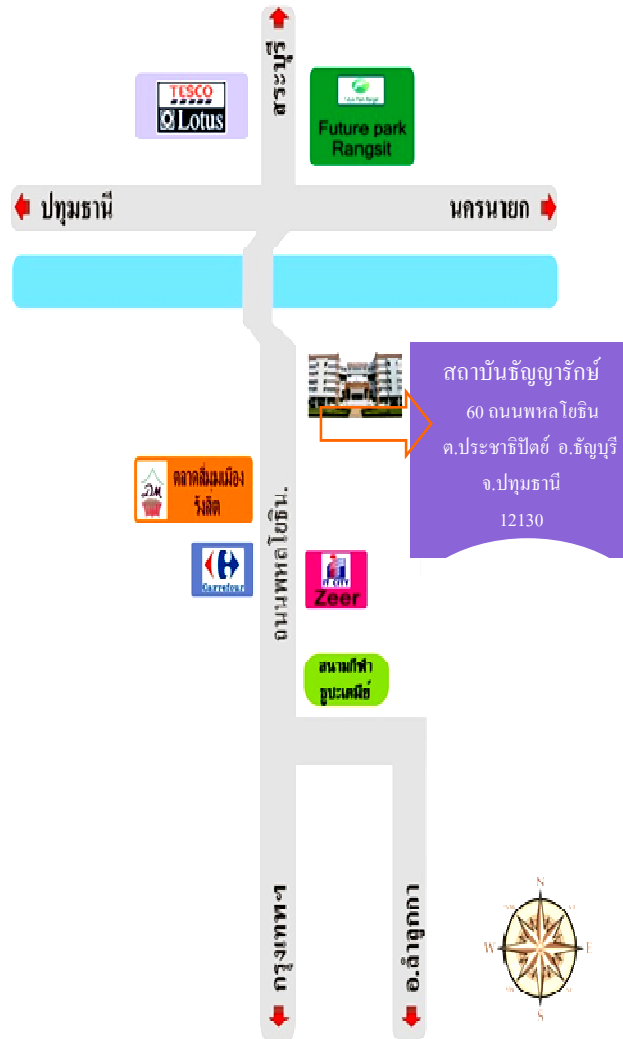 สระบุรี
TESCO
Lotus
Future park
Rangsit
ปทุมธานี
นครนายก
สถาบันธัญญารักษ์
60 ถนนพหลโยธิน
ต.ประชาธิปัตย์ อ.ธัญบุรี
จ.ปทุมธานี
12130
ตลาดสี่มุมเมือง
รังสิต
ถนนพหลโยธิน.
Carrefour
IT CITY
Zeer
สนามกีฬา
ธูปะเตมีย์
กรุงเทพฯ
อ.ลำลูกกา
N
W
E
S